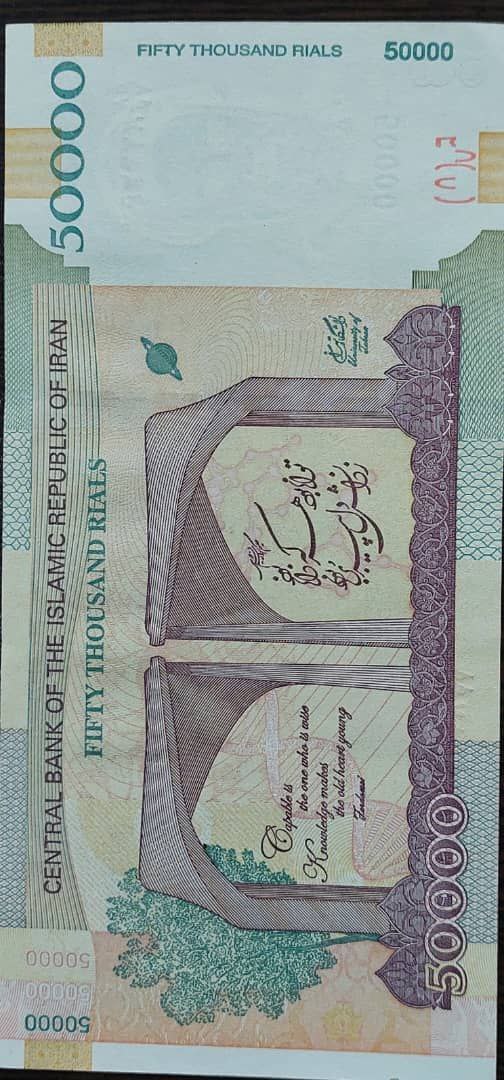 CENTRAL BANK OF THE ISLAMIC REPUBLIC OF IRAN
FIFTY THOUSAND RIALS
50000
50000
50000
50000
FIFTY THOUSAND RIALS
50000
Capable is
the one who is wise
Knowledge makes
the old heart young
Ferdowsi
توانا بود هر که دانا بود
ز دانش دل پیر برنا بود
دانشگاه تهران
University of
Tehran
50000